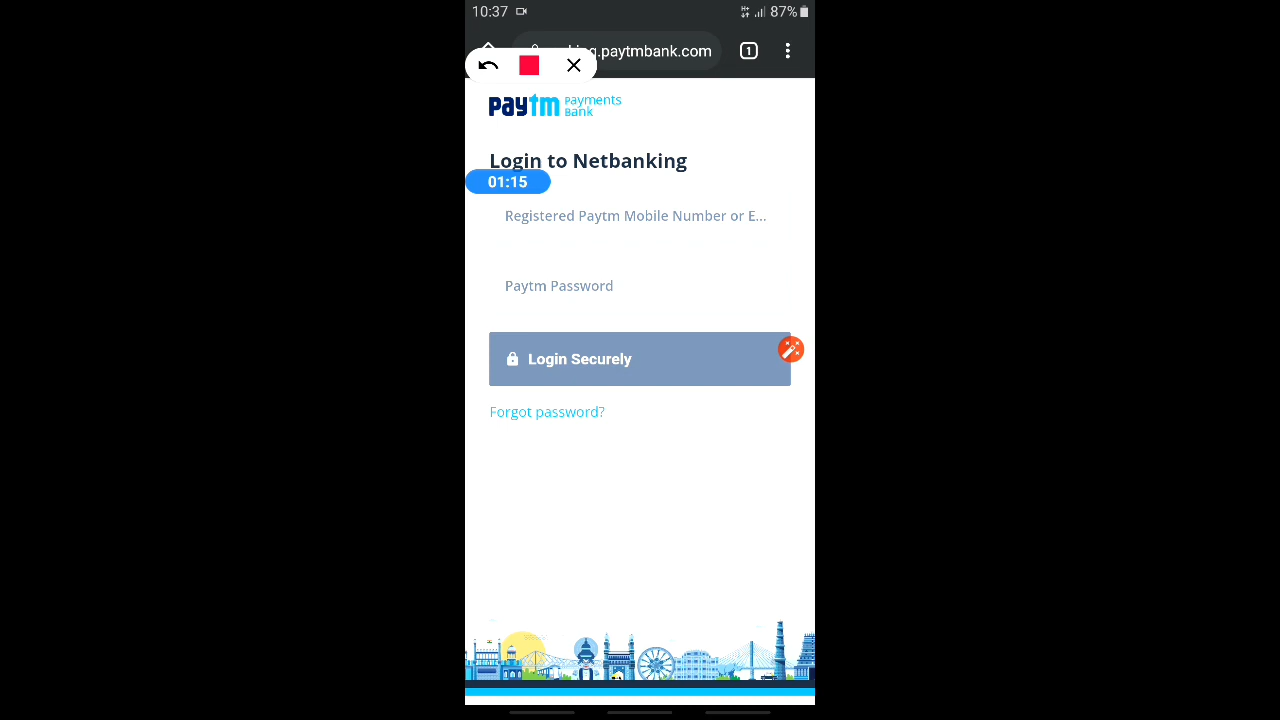 10:37 87%
.paytmbank.com 1
paytm Payments Bank
Login to Netbanking
01:15
Registered Paytm Mobile Number or E...
Paytm Password
Login Securely
Forgot password?